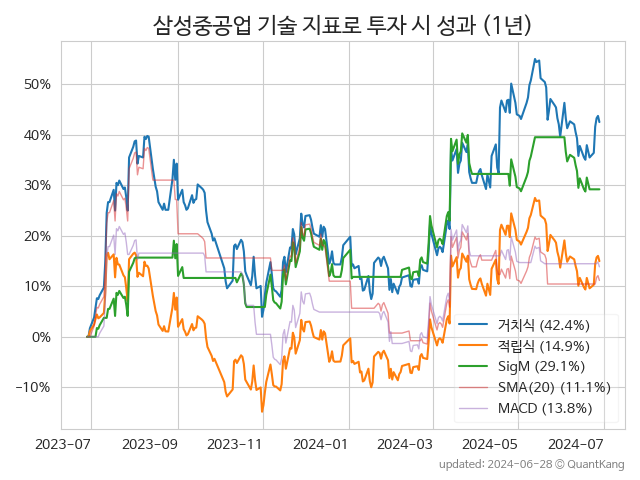 삼성중공업 기술 지표로 투자 시 성과 (1년)
50%
40%
30%
20%
10%
0%
−10%
거치식 (42.4%)
적립식 (14.9%)
SigM (29.1%)
SMA(20) (11.1%)
MACD (13.8%)
2023-07
2023-09
2023-11
2024-01
2024-03
2024-05
2024-07
updated: 2024-06-28 © QuantKang